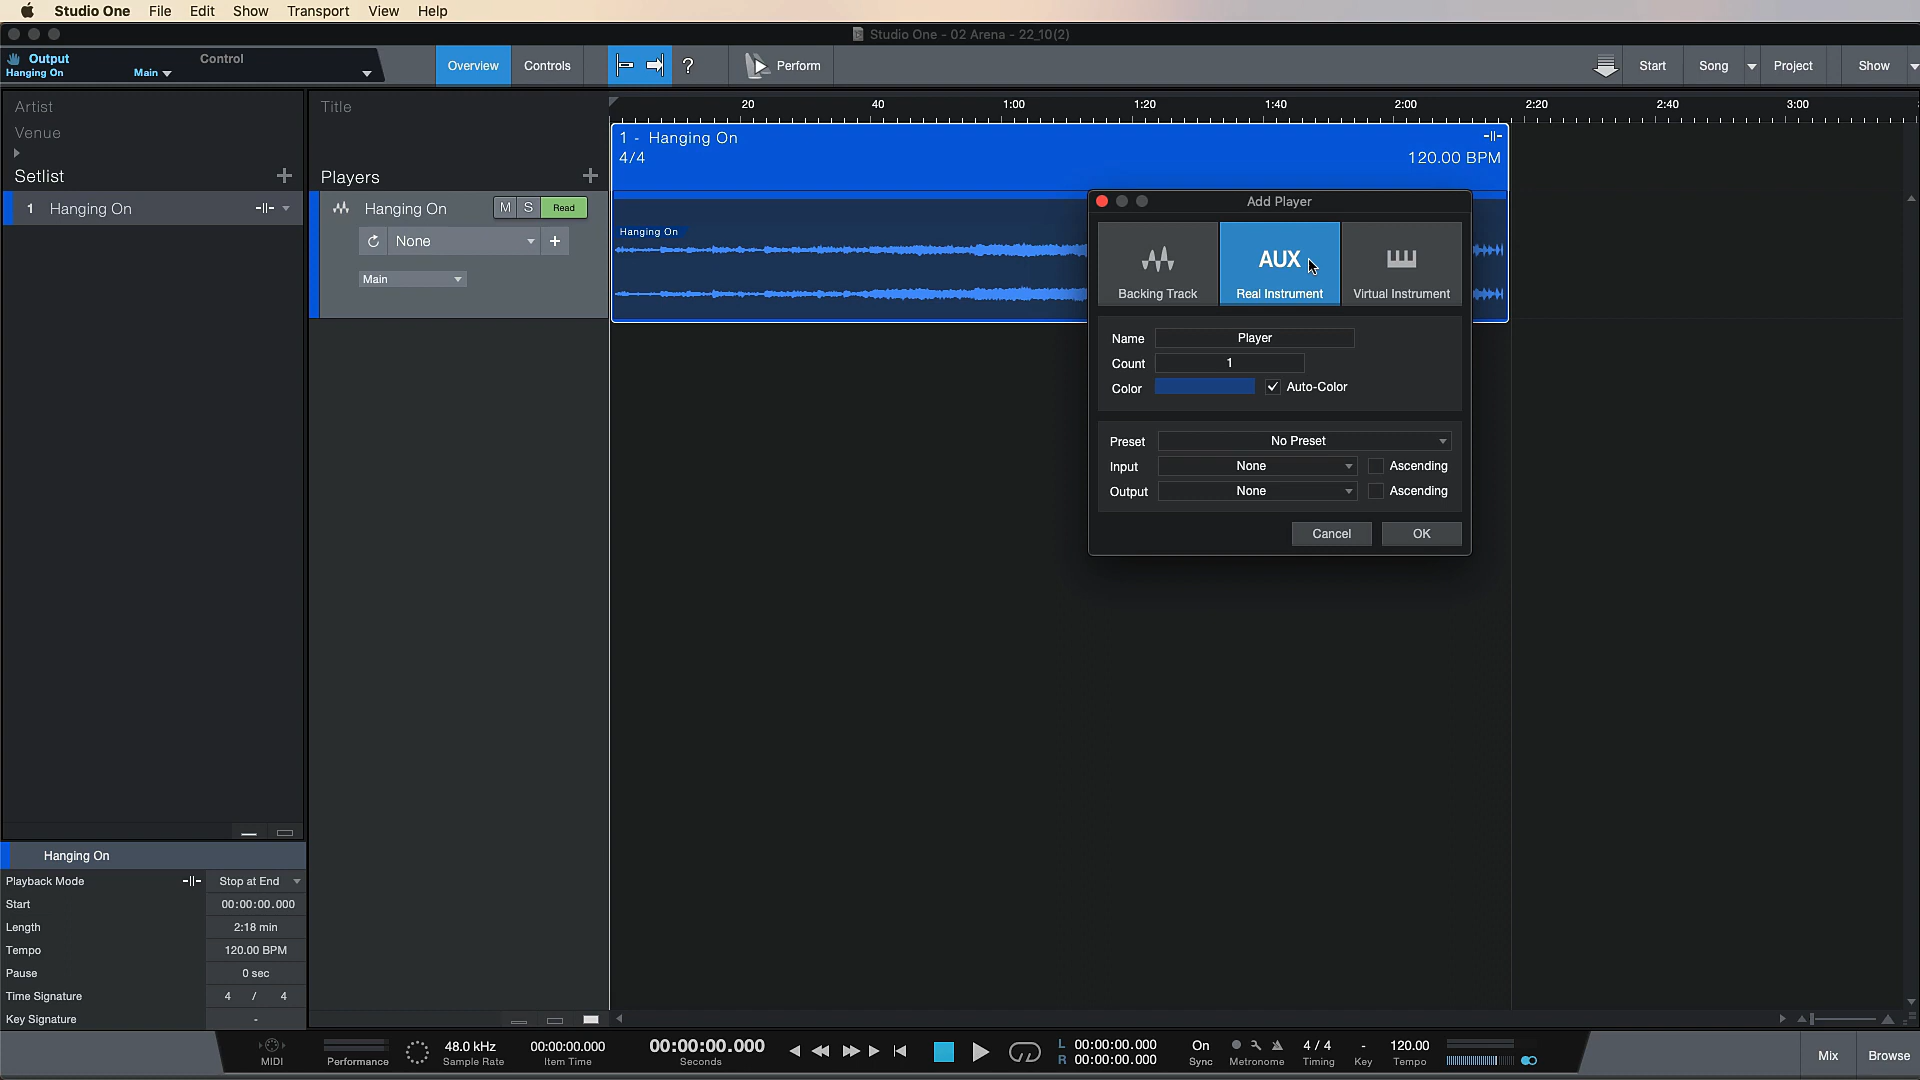 Studio One File Edit Show Transport View Help
Studio One - 02 Arena - 22_10(2)
Output
Hanging On
Main
Control
Overview
Controls
?
Perform
Start
Song
Project
Show
Artist
Venue
Setlist
1 Hanging On
Title
Players
Hanging On
M S Read
None
Main
20 40 1:00 1:20 1:40 2:00 2:20 2:40 3:00
1 - Hanging On
4/4
120.00 BPM
Hanging On
Add Player
Backing Track
AUX
Real Instrument
Virtual Instrument
Name Player
Count 1
Color Auto-Color
Preset No Preset
Input None Ascending
Output None Ascending
Cancel OK
Hanging On
Playback Mode Stop at End
Start 00:00:00.000
Length 2:18 min
Tempo 120.00 BPM
Pause 0 sec
Time Signature 4 / 4
Key Signature -
MIDI
Performance
48.0 kHz
Sample Rate
00:00:00.000
Item Time
00:00:00.000
Seconds
L 00:00:00.000
R 00:00:00.000
On
Sync
Metronome
4 / 4
Timing
-
Key
120.00
Tempo
Mix
Browse